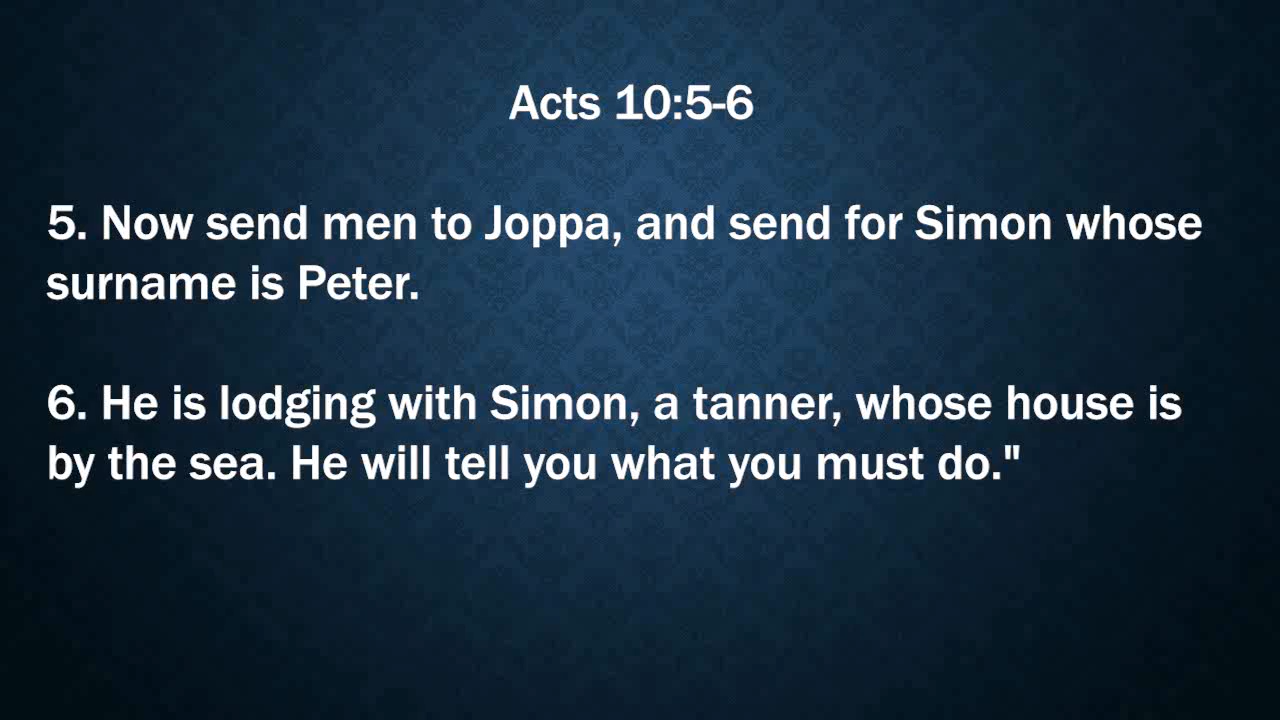 Acts 10:5-6
5. Now send men to Joppa, and send for Simon whose
surname is Peter.
6. He is lodging with Simon, a tanner, whose house is
by the sea. He will tell you what you must do."